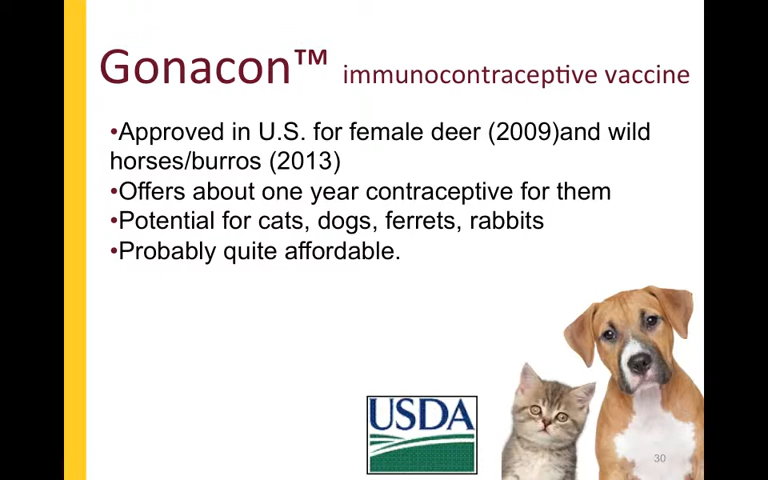 Gonacon™ immunocontraceptive vaccine
•Approved in U.S. for female deer (2009)and wild
horses/burros (2013)
•Offers about one year contraceptive for them
•Potential for cats, dogs, ferrets, rabbits
•Probably quite affordable.
USDA
30